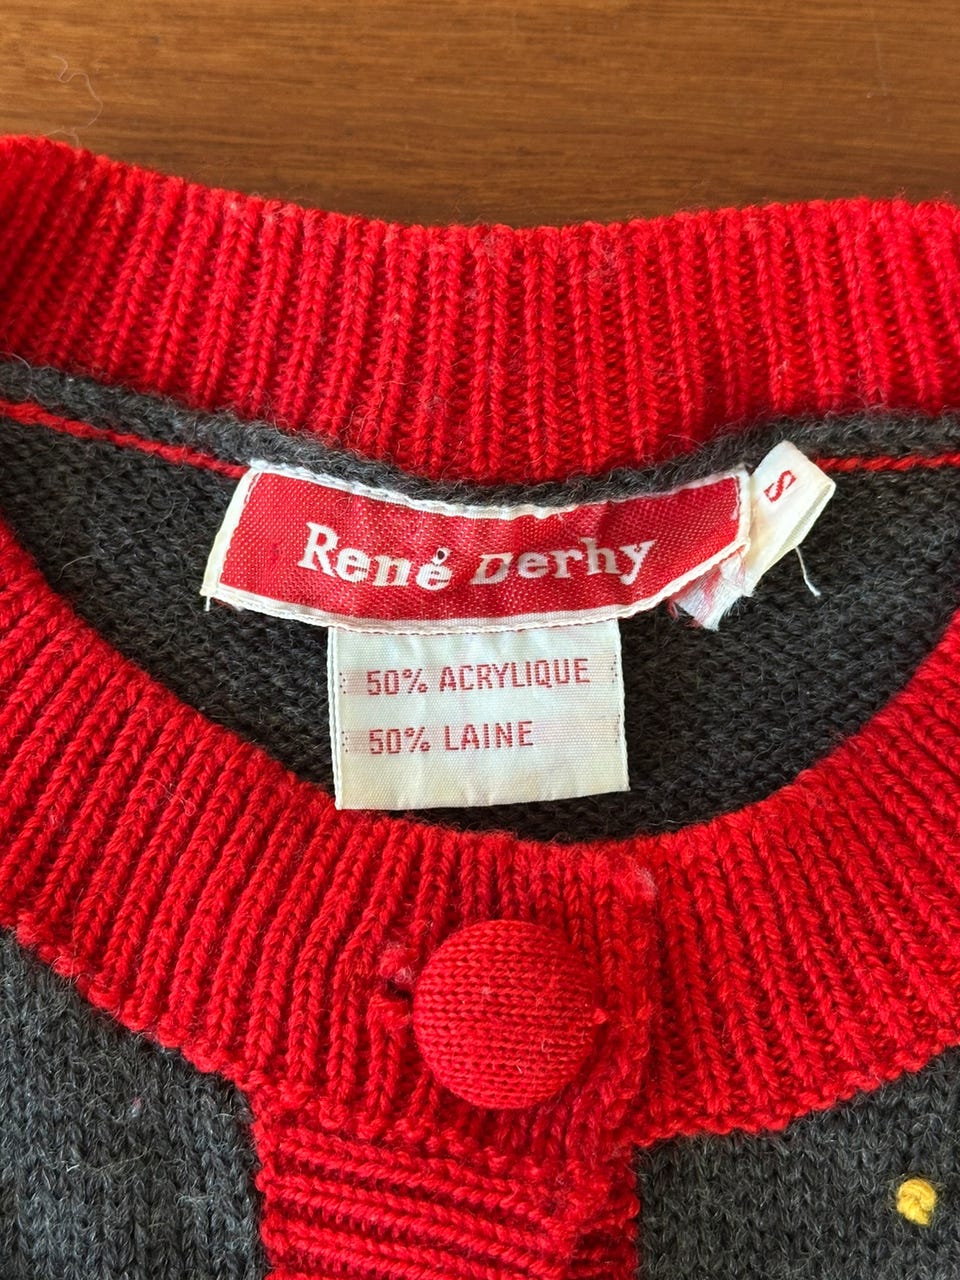 René Derhy
S
50% ACRYLIQUE
50% LAINE